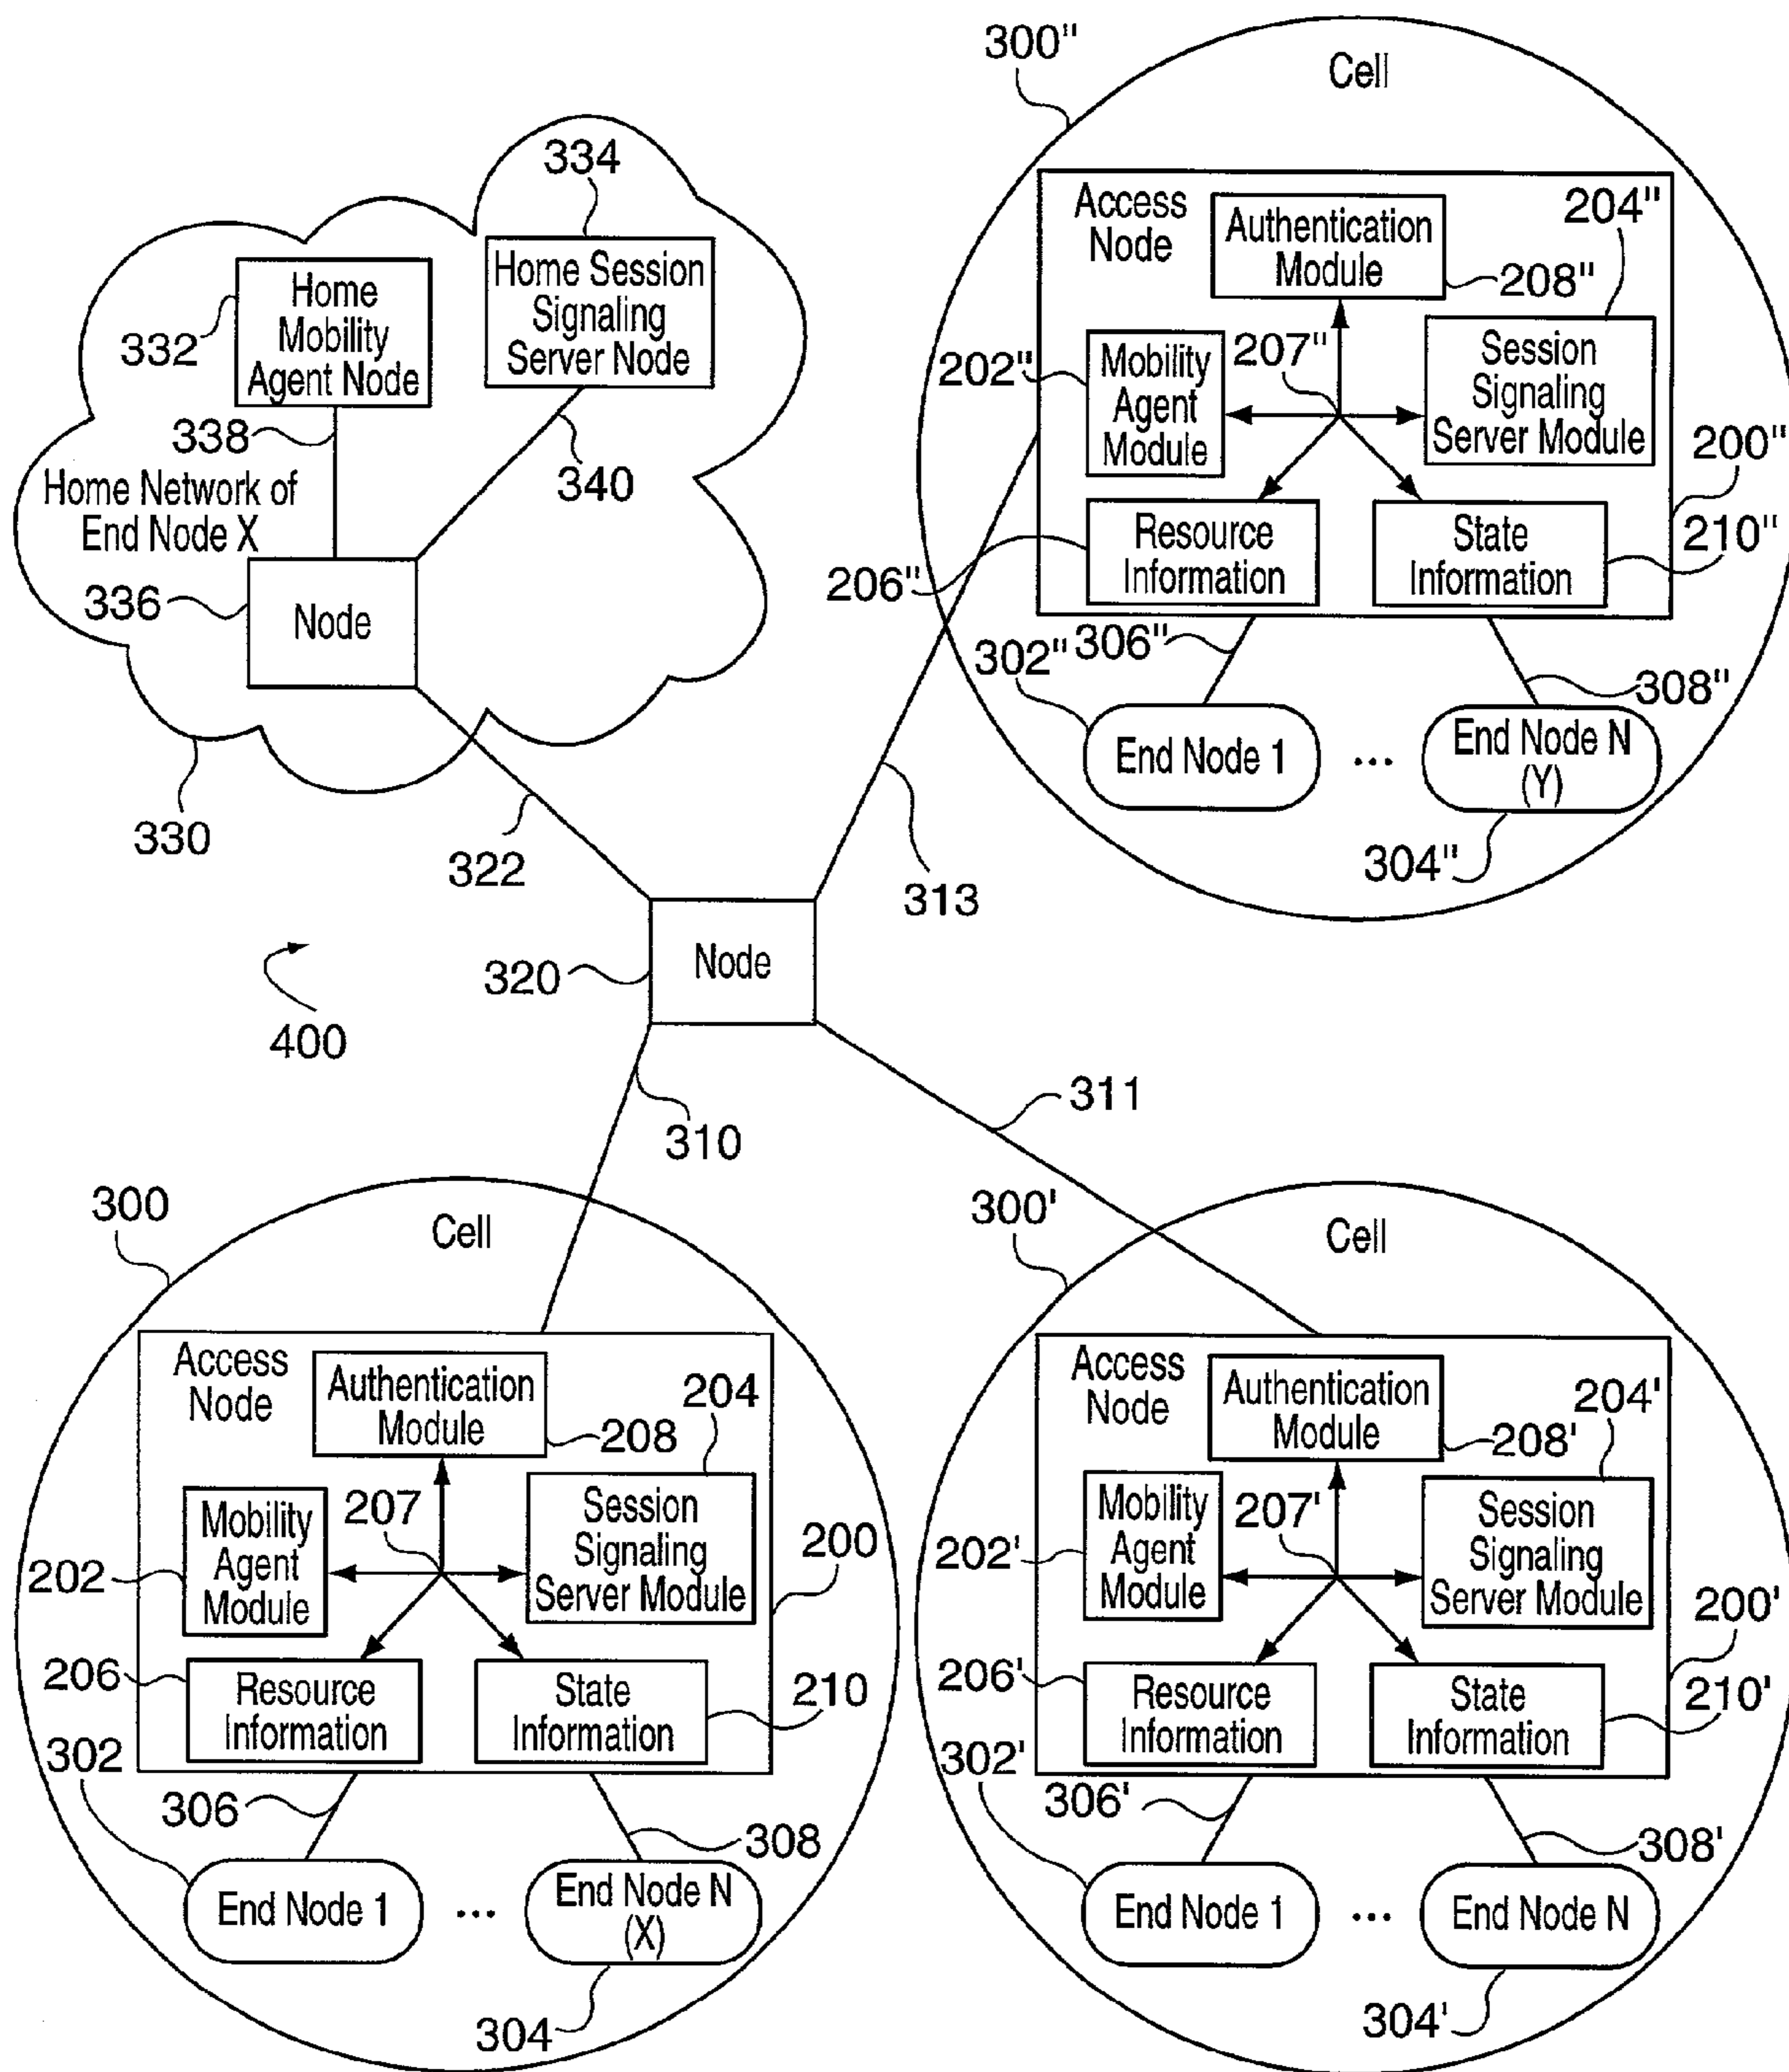 300"
Cell
334
Access
Node
Authentication
Module
204"
208"
Home
Mobility
Agent Node
332
Home Session
Signaling
Server Node
202"
Mobility
Agent
Module
207"
Session
Signaling
Server Module
338
340
200"
Home Network of
End Node X
Resource
Information
State
Information
210"
206"
336
Node
302"
306"
308"
End Node 1
...
End Node N
(Y)
330
322
313
304"
320
Node
400
310
311
300
Cell
Access
Node
Authentication
Module
204
208
Mobility
Agent
Module
207
Session
Signaling
Server Module
200
202
206
Resource
Information
State
Information
210
302
306
308
End Node 1
...
End Node N
(X)
304
300'
Cell
Access
Node
Authentication
Module
204'
208'
Mobility
Agent
Module
207'
Session
Signaling
Server Module
202'
200'
206'
Resource
Information
State
Information
210'
302'
306'
308'
End Node 1
...
End Node N
304'